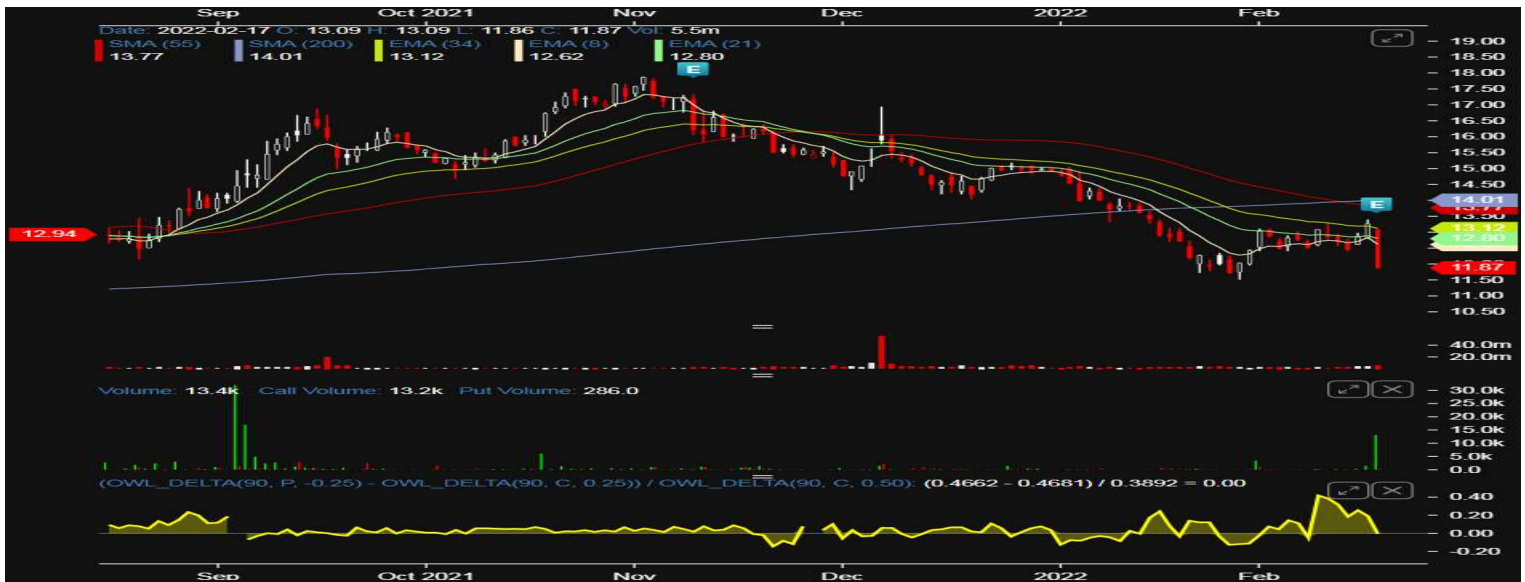 Sep Oct 2021 Nov Dec 2022 Feb
Date: 2022-02-17 O: 13.09 H: 13.09 L: 11.86 C: 11.87 Vol: 5.5m
SMA (55) SMA (200) EMA (34) EMA (8) EMA (21)
13.77 14.01 13.12 12.62 12.80
E
E
12.94
19.00
18.50
18.00
17.50
17.00
16.50
16.00
15.50
15.00
14.50
14.01
13.77
13.50
13.12
12.80
11.87
11.50
11.00
10.50
40.0m
20.0m
Volume: 13.4k Call Volume: 13.2k Put Volume: 286.0
30.0k
25.0k
20.0k
15.0k
10.0k
5.0k
0.0
(OWL_DELTA(90, P, -0.25) - OWL_DELTA(90, C, 0.25)) / OWL_DELTA(90, C, 0.50): (0.4662 - 0.4681) / 0.3892 = 0.00
0.40
0.20
0.00
-0.20
Sep Oct 2021 Nov Dec 2022 Feb